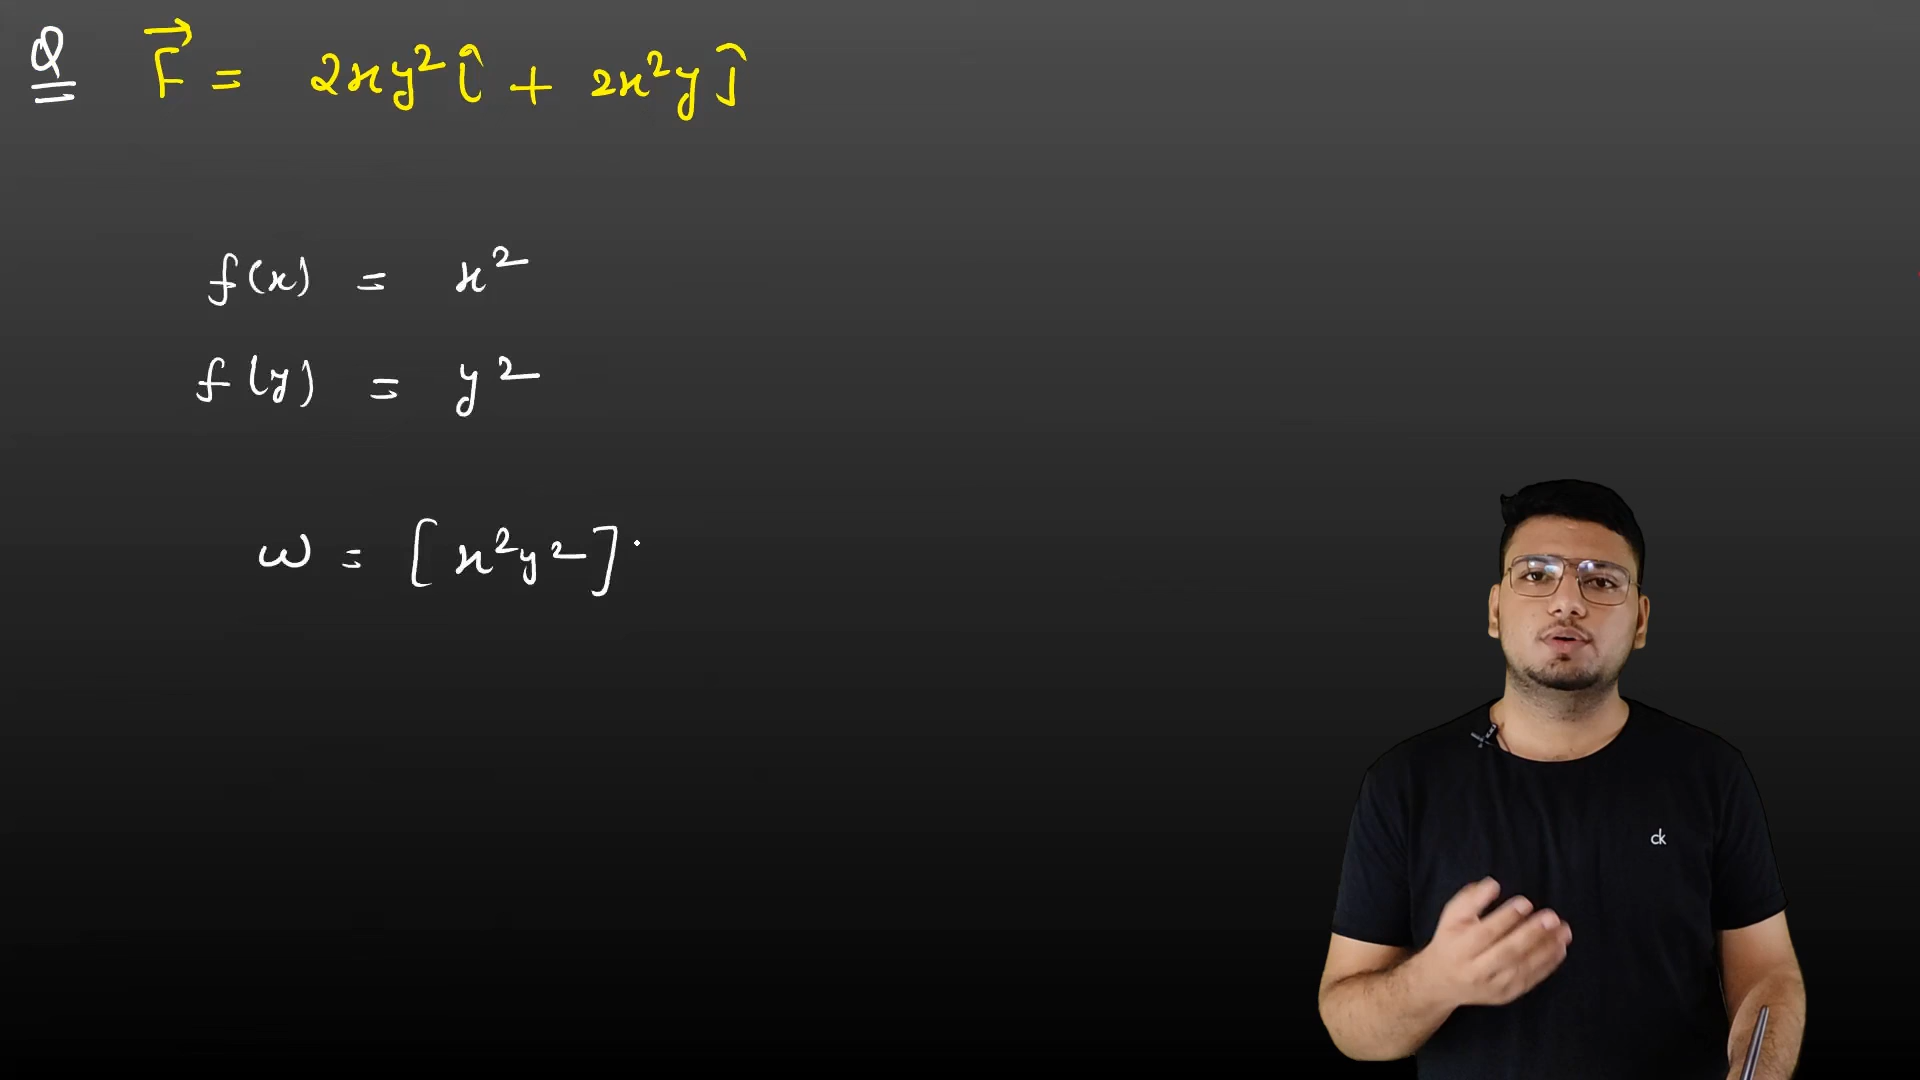 Q F⃗ = 2xy² î + 2x²y ĵ
f(x) = x²
f(y) = y²
ω = [x²y²]
ck